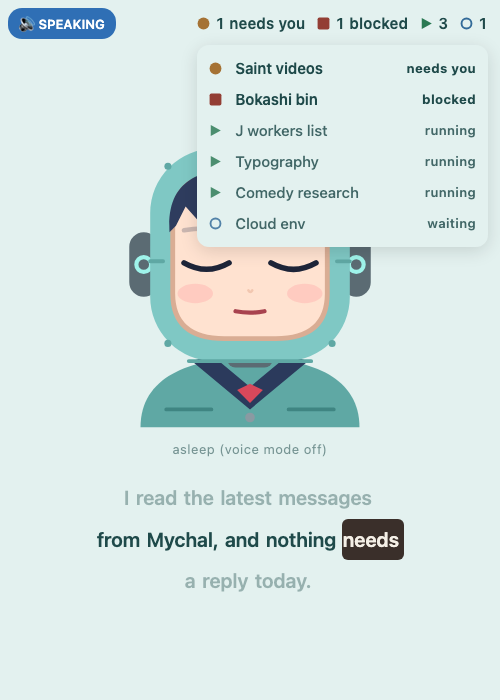 🔊 SPEAKING
1 needs you 1 blocked 3 1
Saint videos needs you
Bokashi bin blocked
J workers list running
Typography running
Comedy research running
Cloud env waiting
asleep (voice mode off)
I read the latest messages
from Mychal, and nothing needs
a reply today.